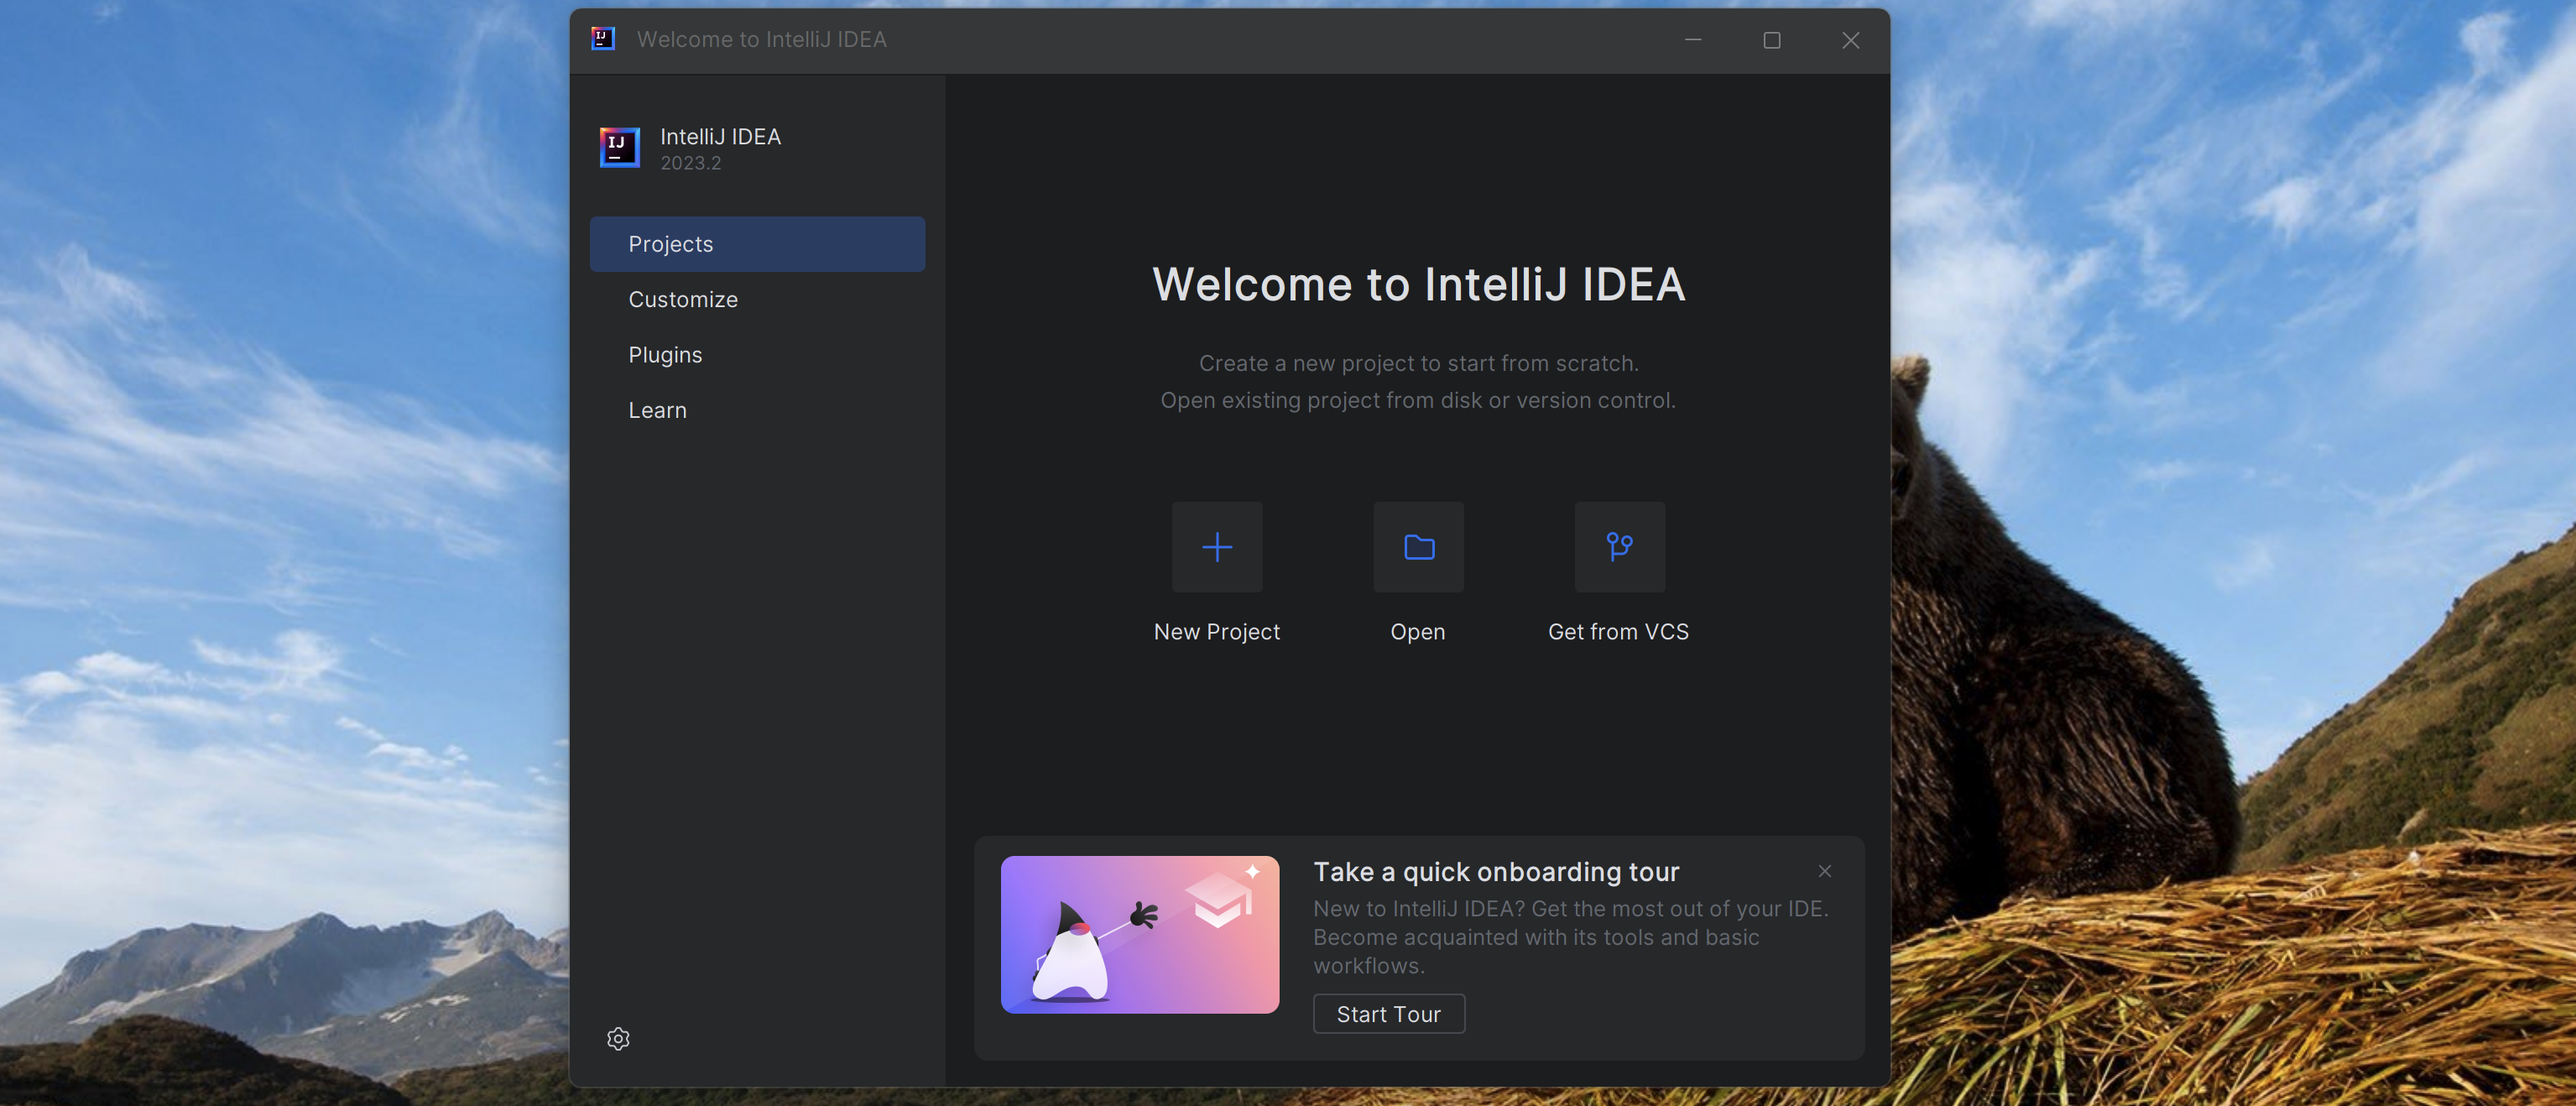 IJ
Welcome to IntelliJ IDEA
IJ
IntelliJ IDEA
2023.2
Projects
Customize
Plugins
Learn
Welcome to IntelliJ IDEA
Create a new project to start from scratch.
Open existing project from disk or version control.
New Project
Open
Get from VCS
Take a quick onboarding tour
New to IntelliJ IDEA? Get the most out of your IDE.
Become acquainted with its tools and basic
workflows.
Start Tour